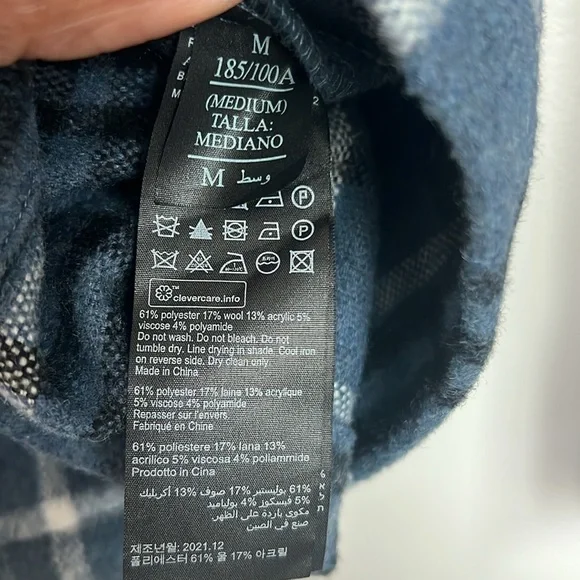 M
185/100A
(MEDIUM)
TALLA:
MEDIANO
M وسط
clevercare.info
61% polyester 17% wool 13% acrylic 5%
viscose 4% polyamide
Do not wash. Do not bleach. Do not
tumble dry. Line drying in shade. Cool iron
on reverse side. Dry clean only
Made in China
61% polyester 17% laine 13% acrylique
5% viscose 4% polyamide
Repasser sur l'envers.
Fabriqué en Chine
61% poliestere 17% lana 13%
acrilico 5% viscosa 4% poliammide
Prodotto in Cina
61% بوليستر 17% صوف 13% أكريليك
5% فيسكوز 4% بولياميد
مكوي باردة على الظهر
صنع في الصين
제조년월: 2021.12
폴리에스터 61% 울 17% 아크릴